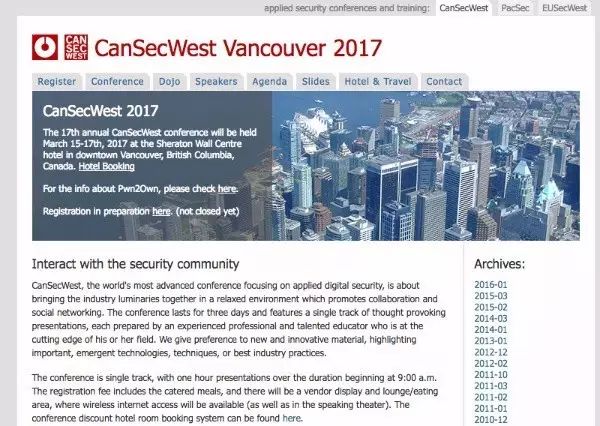 applied security conferences and training: CanSecWest PacSec EUSecWest
CAN SEC WEST CanSecWest Vancouver 2017
Register Conference Dojo Speakers Agenda Slides Hotel & Travel Contact
CanSecWest 2017
The 17th annual CanSecWest conference will be held
March 15-17th, 2017 at the Sheraton Wall Centre
hotel in downtown Vancouver, British Columbia,
Canada. Hotel Booking
For the info about Pwn2Own, please check here.
Registration in preparation here. (not closed yet)
Interact with the security community
CanSecWest, the world's most advanced conference focusing on applied digital security, is about
bringing the industry luminaries together in a relaxed environment which promotes collaboration and
social networking. The conference lasts for three days and features a single track of thought provoking
presentations, each prepared by an experienced professional and talented educator who is at the
cutting edge of his or her field. We give preference to new and innovative material, highlighting
important, emergent technologies, techniques, or best industry practices.
The conference is single track, with one hour presentations over the duration beginning at 9:00 a.m.
The registration fee includes the catered meals, and there will be a vendor display and lounge/eating
area, where wireless internet access will be available (as well as in the speaking theater). The
conference discount hotel room booking system can be found here.
Archives:
2016-01
2015-03
2015-02
2014-03
2014-01
2013-01
2012-12
2012-02
2011-10
2011-03
2011-02
2011-01
2010-12